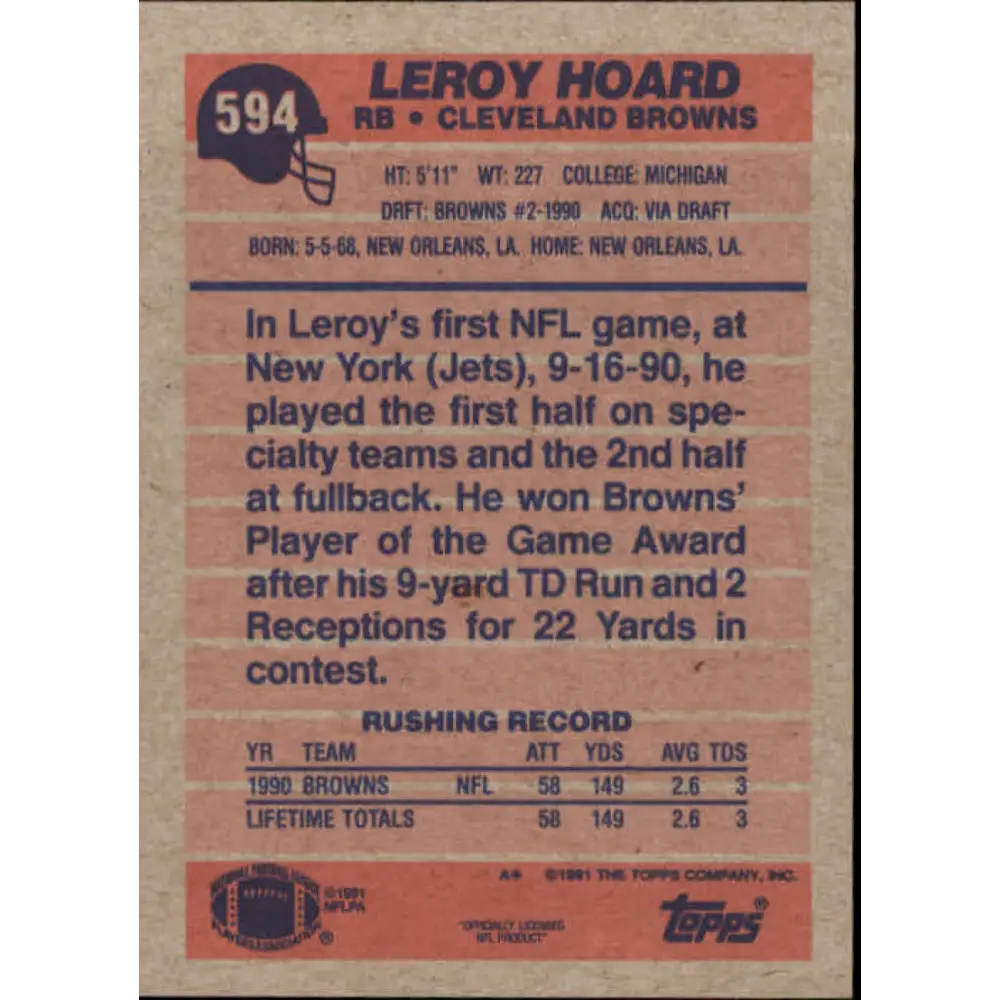 594
LEROY HOARD
RB • CLEVELAND BROWNS
HT: 5'11" WT: 227 COLLEGE: MICHIGAN
DRFT: BROWNS #2-1990 ACQ: VIA DRAFT
BORN: 5-5-68, NEW ORLEANS, LA. HOME: NEW ORLEANS, LA.
In Leroy's first NFL game, at
New York (Jets), 9-16-90, he
played the first half on spe-
cialty teams and the 2nd half
at fullback. He won Browns'
Player of the Game Award
after his 9-yard TD Run and 2
Receptions for 22 Yards in
contest.
RUSHING RECORD
YR TEAM ATT YDS AVG TDS
1990 BROWNS NFL 58 149 2.6 3
LIFETIME TOTALS 58 149 2.6 3
A* ©1991 THE TOPPS COMPANY, INC.
NATIONAL FOOTBALL LEAGUE
PLAYERS ASSOCIATION ®
©1991
NFLPA
"OFFICIALLY LICENSED
NFL PRODUCT"
topps®